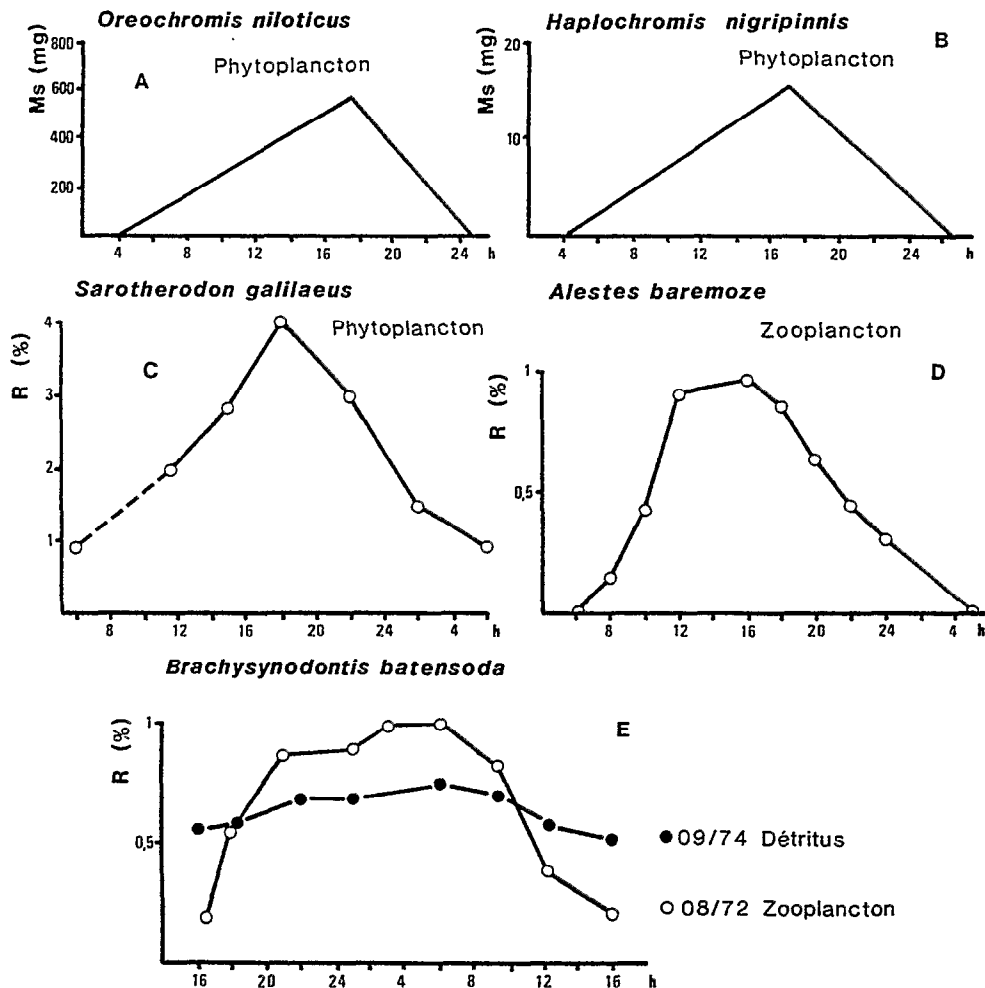 Oreochromis niloticus
Haplochromis nigripinnis
Ms (mg)
800
600
400
200
A
Phytoplancton
4 8 12 16 20 24 h
Ms (mg)
20
10
B
Phytoplancton
4 8 12 16 20 24 h
Sarotherodon galilaeus
Alestes baremoze
R (%)
4
3
2
1
C
Phytoplancton
8 12 16 20 24 4 h
R (%)
1
0,5
D
Zooplancton
8 12 16 20 24 4 h
Brachysynodontis batensoda
R (%)
1
0,5
E
09/74 Détritus
08/72 Zooplancton
16 20 24 4 8 12 16 h